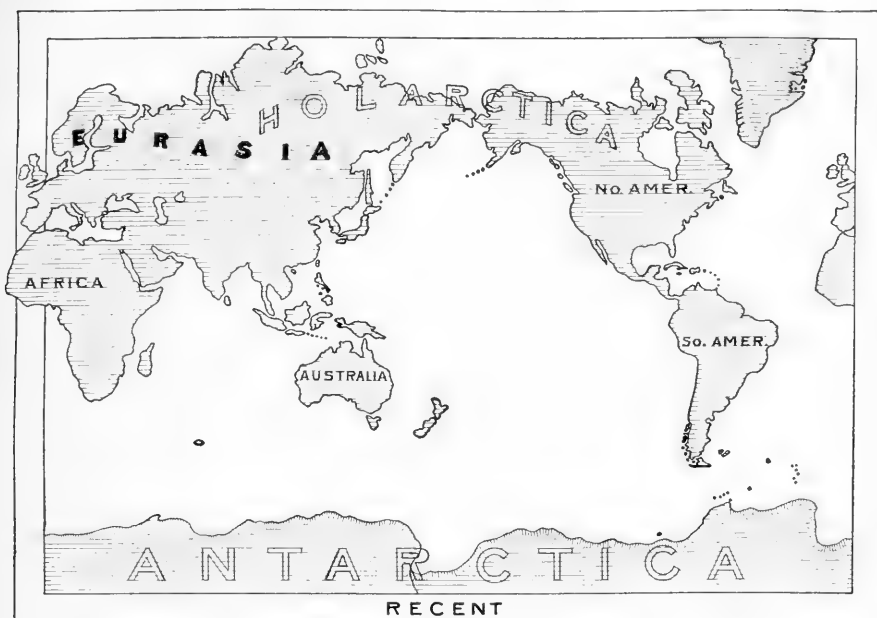 HOLARCTICA
EURASIA
No. AMER.
AFRICA
So. AMER.
AUSTRALIA
ANTARCTICA
RECENT